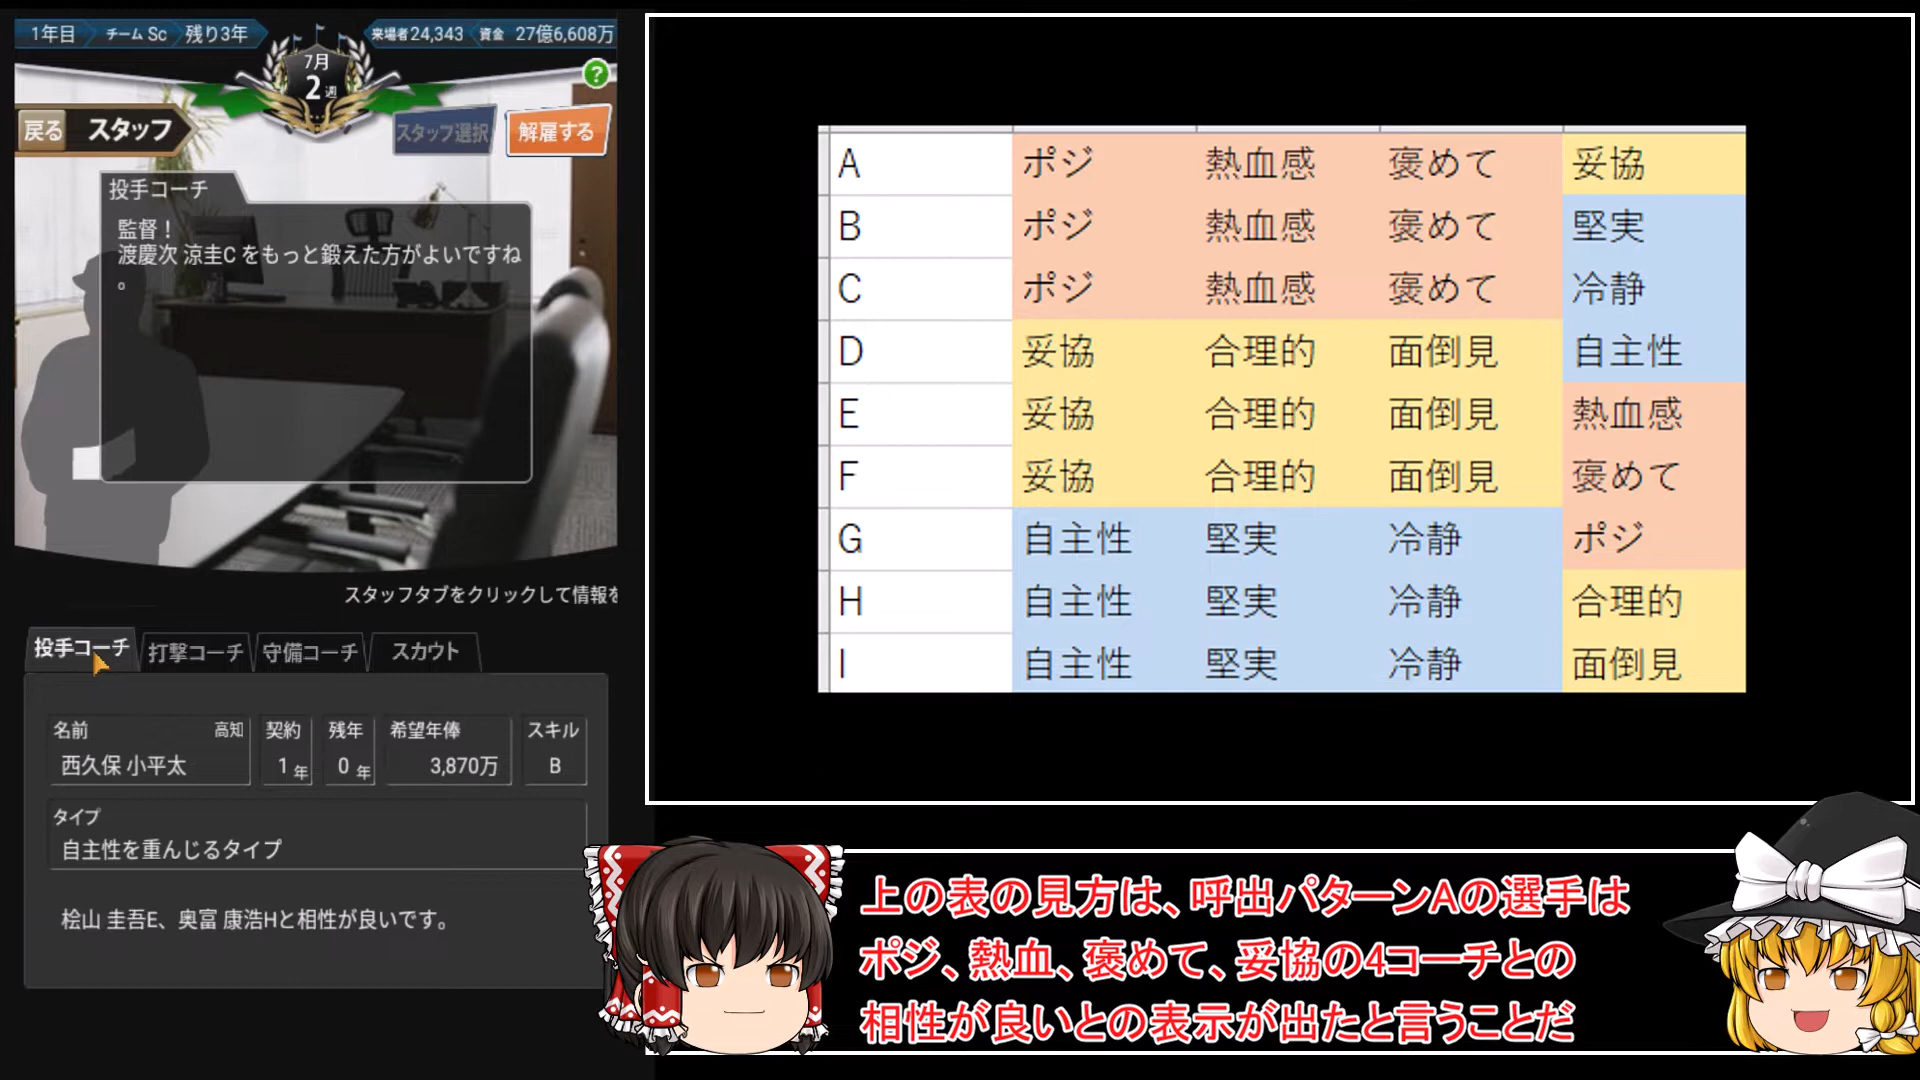 1年目 チーム Sc 残り3年
7月
2週
来場者24,343 資金 27億6,608万
?
戻る スタッフ
スタッフ選択 解雇する
投手コーチ
監督！
渡慶次 涼圭C をもっと鍛えた方がよいですね
。
スタッフタブをクリックして情報を
投手コーチ 打撃コーチ 守備コーチ スカウト
名前 高知 契約 残年 希望年俸 スキル
西久保 小平太 1年 0年 3,870万 B
タイプ
自主性を重んじるタイプ
桧山 圭吾E、奥富 康浩Hと相性が良いです。
A ポジ 熱血感 褒めて 妥協
B ポジ 熱血感 褒めて 堅実
C ポジ 熱血感 褒めて 冷静
D 妥協 合理的 面倒見 自主性
E 妥協 合理的 面倒見 熱血感
F 妥協 合理的 面倒見 褒めて
G 自主性 堅実 冷静 ポジ
H 自主性 堅実 冷静 合理的
I 自主性 堅実 冷静 面倒見
上の表の見方は、呼出パターンAの選手は
ポジ、熱血、褒めて、妥協の4コーチとの
相性が良いとの表示が出たと言うことだ